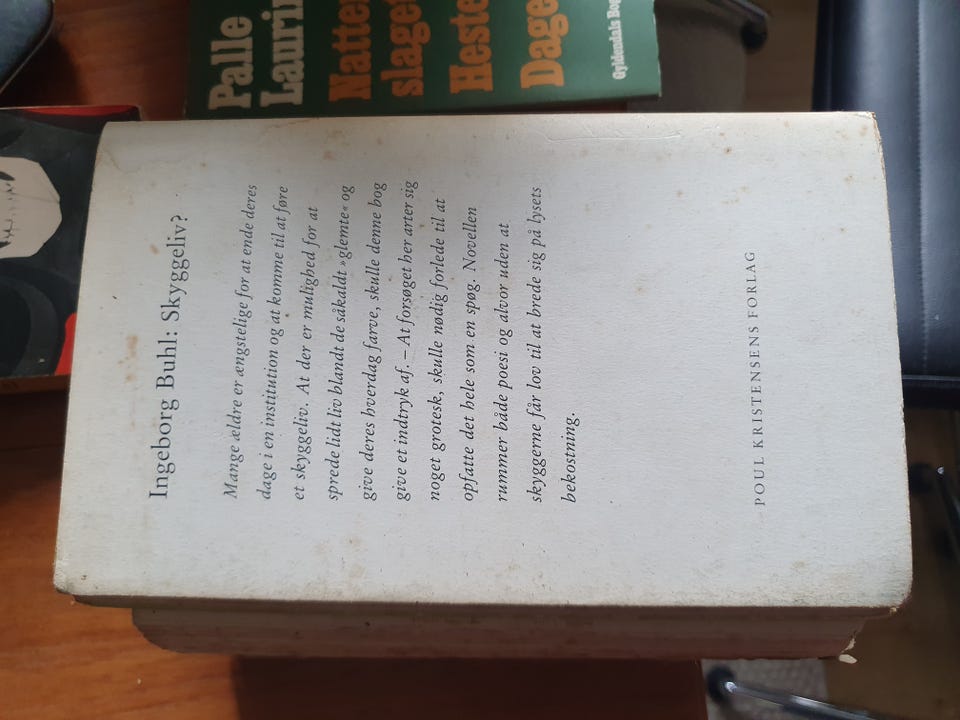 Ingeborg Buhl: Skyggeliv?
Mange ældre er ængstelige for at ende deres
dage i en institution og at komme til at føre
et skyggeliv. At der er mulighed for at
sprede lidt liv blandt de såkaldt »glemte« og
give deres hverdag farve, skulle denne bog
give et indtryk af. – At forsøget her arter sig
noget grotesk, skulle nødig forlede til at
opfatte det hele som en spøg. Novellen
rummer både poesi og alvor uden at
skyggerne får lov til at brede sig på lysets
bekostning.
POUL KRISTENSENS FORLAG
Palle
Natter
slaget
Heste
Dage
Gyldendals